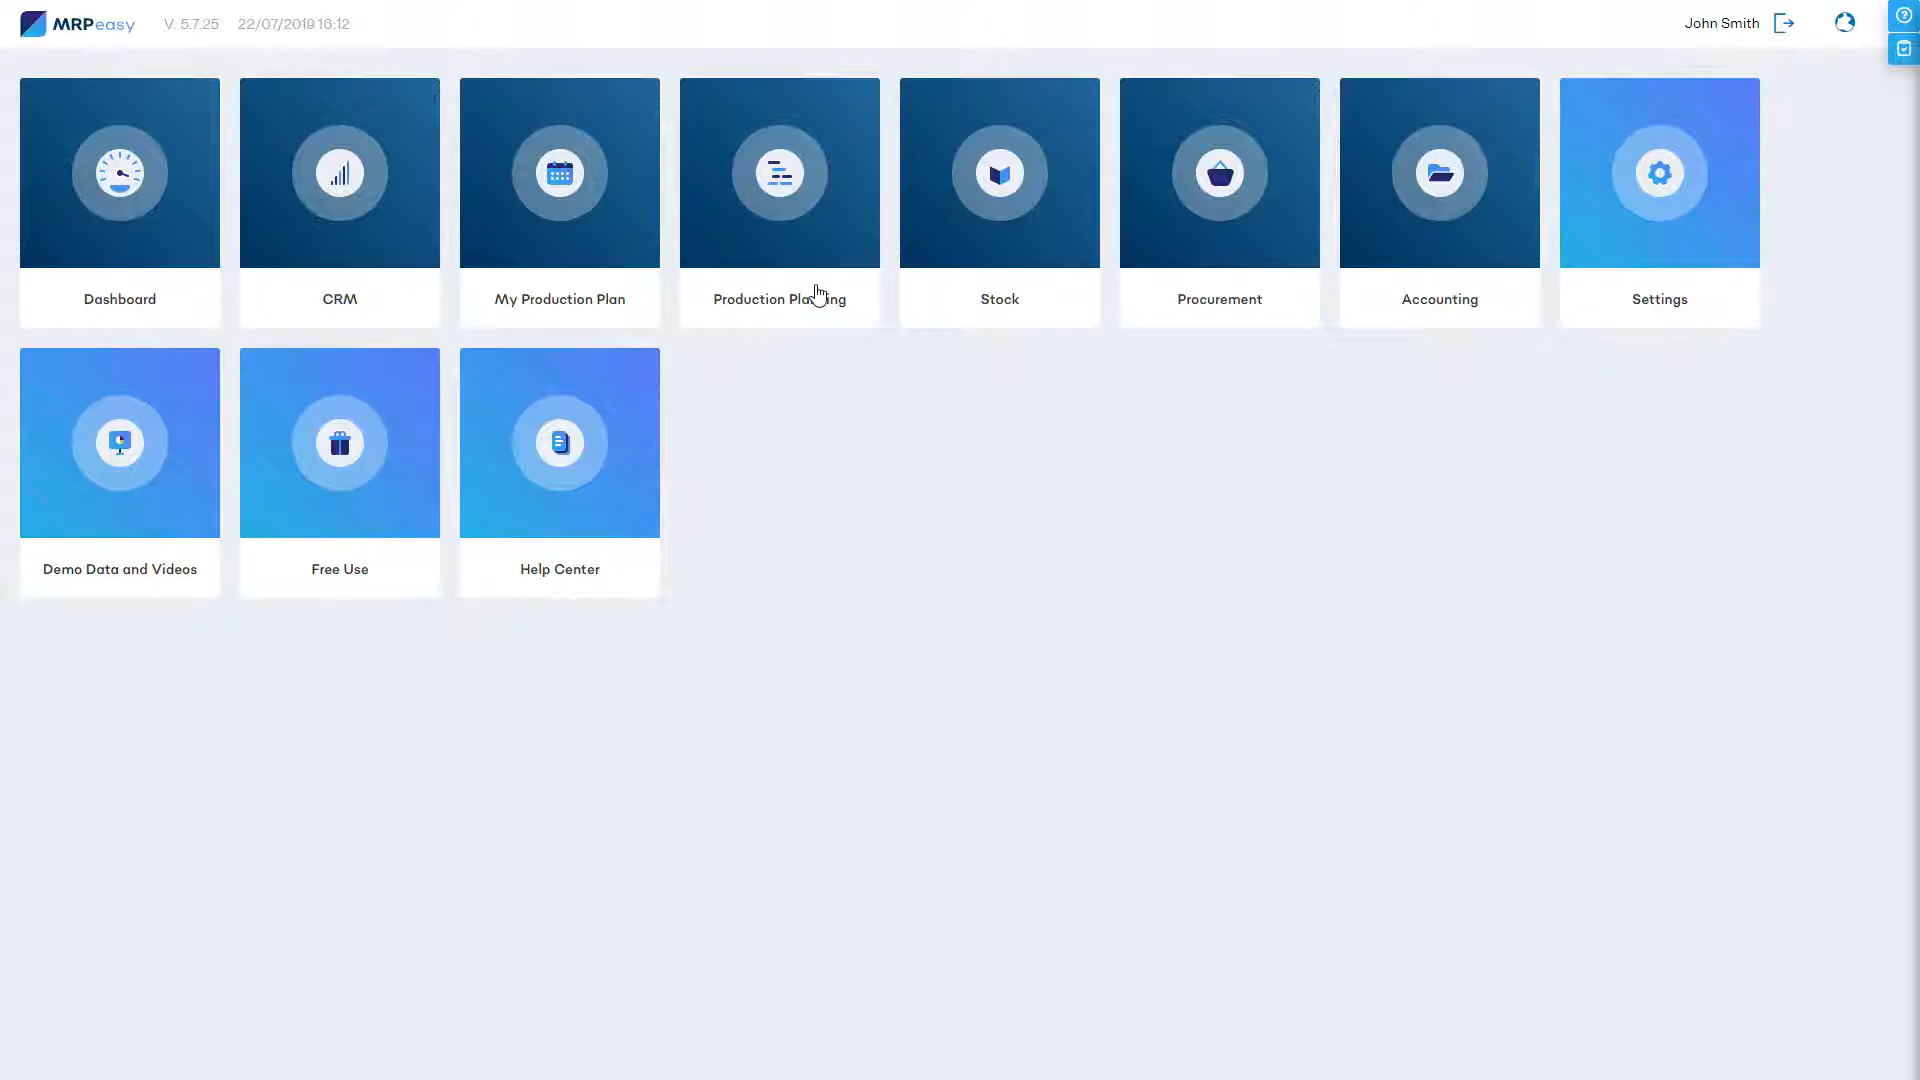 MRPeasy V: 5.7.25 22/07/2019 16:12 John Smith
Dashboard CRM My Production Plan Production Planning Stock Procurement Accounting Settings
Demo Data and Videos Free Use Help Center